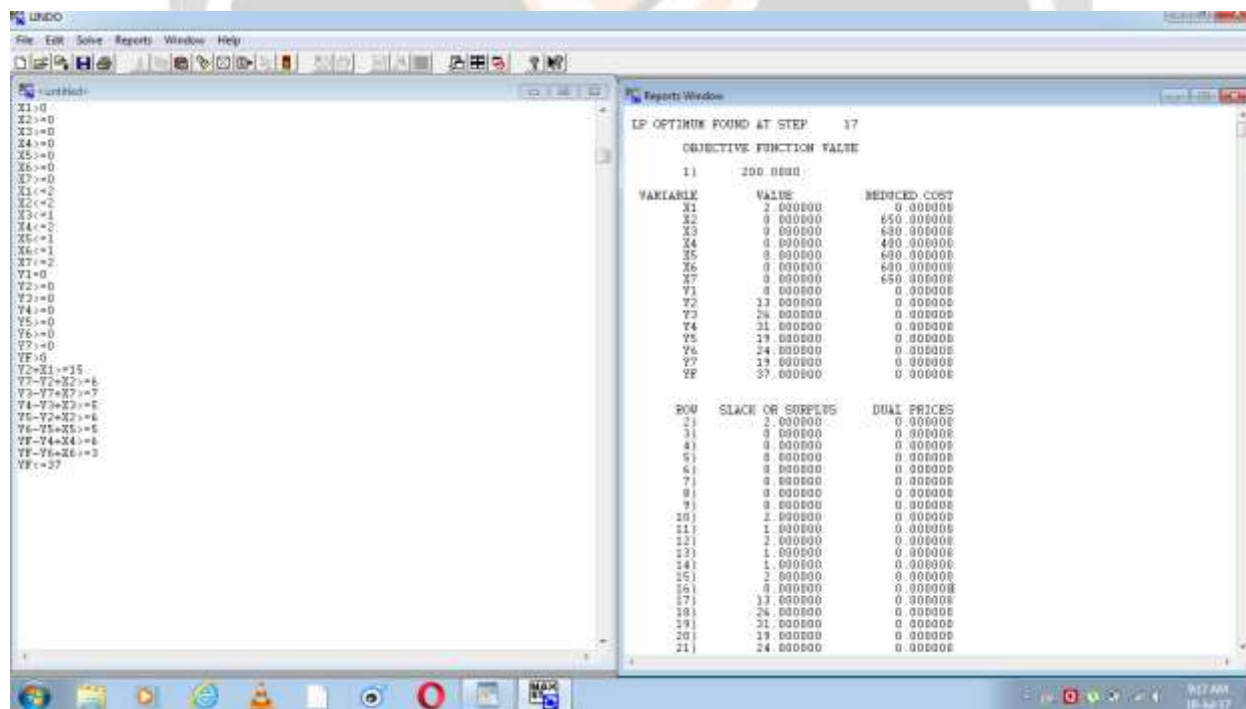 LINDO
File Edit Solve Reports Window Help
<untitled>
X1>0
X2>=0
X3>=0
X4>=0
X5>=0
X6>=0
X7>=0
X1<=2
X2<=2
X3<=1
X4<=2
X5<=1
X6<=1
X7<=2
Y1=0
Y2>=0
Y3>=0
Y4>=0
Y5>=0
Y6>=0
Y7>=0
YF>0
Y2+X1>=15
Y7-Y2+X2>=6
Y3-Y7+X7>=7
Y4-Y3+X3>=5
Y5-Y2+X2>=6
Y6-Y5+X5>=5
YF-Y4+X4>=6
YF-Y6+X6>=3
YF<=37
Reports Window
LP OPTIMUM FOUND AT STEP 17
OBJECTIVE FUNCTION VALUE
1) 200.0000
VARIABLE VALUE REDUCED COST
X1 2.000000 0.000000
X2 0.000000 650.000000
X3 0.000000 600.000000
X4 0.000000 400.000000
X5 0.000000 600.000000
X6 0.000000 600.000000
X7 0.000000 650.000000
Y1 0.000000 0.000000
Y2 13.000000 0.000000
Y3 26.000000 0.000000
Y4 31.000000 0.000000
Y5 19.000000 0.000000
Y6 24.000000 0.000000
Y7 19.000000 0.000000
YF 37.000000 0.000000
ROW SLACK OR SURPLUS DUAL PRICES
2) 2.000000 0.000000
3) 0.000000 0.000000
4) 0.000000 0.000000
5) 0.000000 0.000000
6) 0.000000 0.000000
7) 0.000000 0.000000
8) 0.000000 0.000000
9) 0.000000 0.000000
10) 2.000000 0.000000
11) 1.000000 0.000000
12) 2.000000 0.000000
13) 1.000000 0.000000
14) 1.000000 0.000000
15) 2.000000 0.000000
16) 0.000000 0.000000
17) 13.000000 0.000000
18) 26.000000 0.000000
19) 31.000000 0.000000
20) 19.000000 0.000000
21) 24.000000 0.000000
MAX
9:17 AM